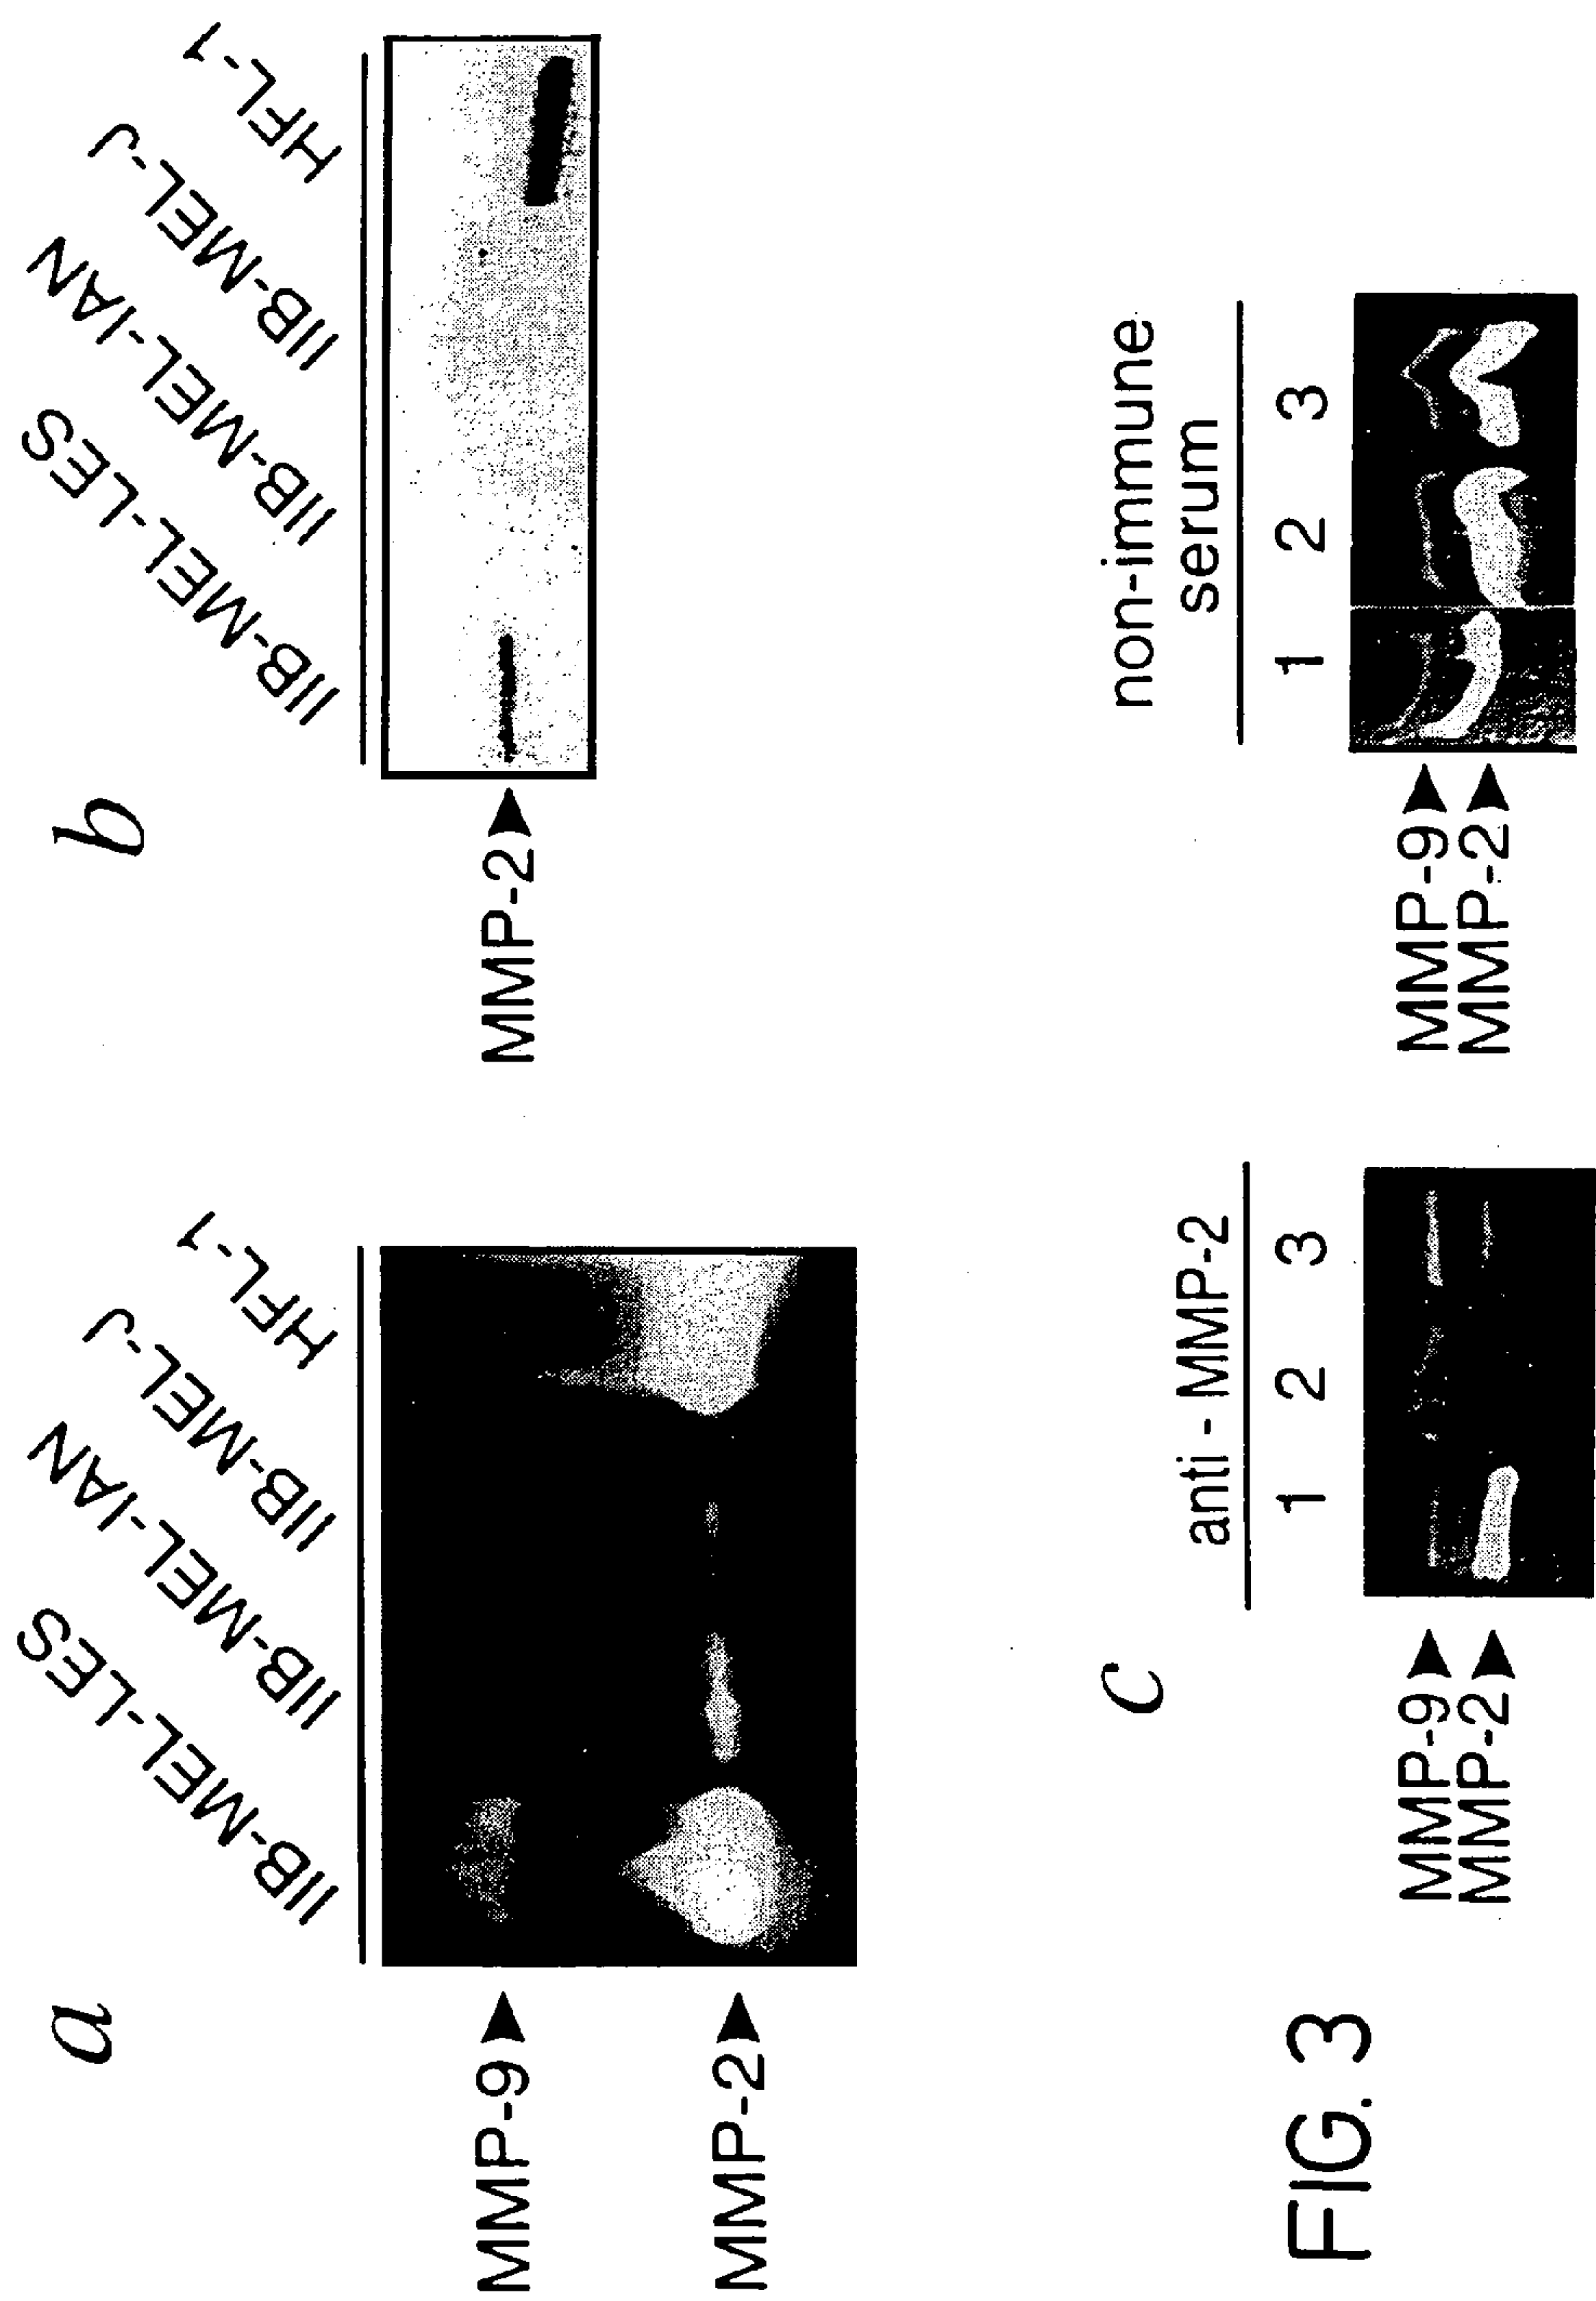 a
IIB-MEL-LES
IIB-MEL-IAN
IIB-MEL-J
HFL-1
MMP-9
MMP-2
b
IIB-MEL-LES
IIB-MEL-IAN
IIB-MEL-J
HFL-1
MMP-2
c
anti - MMP-2
1 2 3
MMP-9
MMP-2
non-immune
serum
1 2 3
MMP-9
MMP-2
FIG. 3